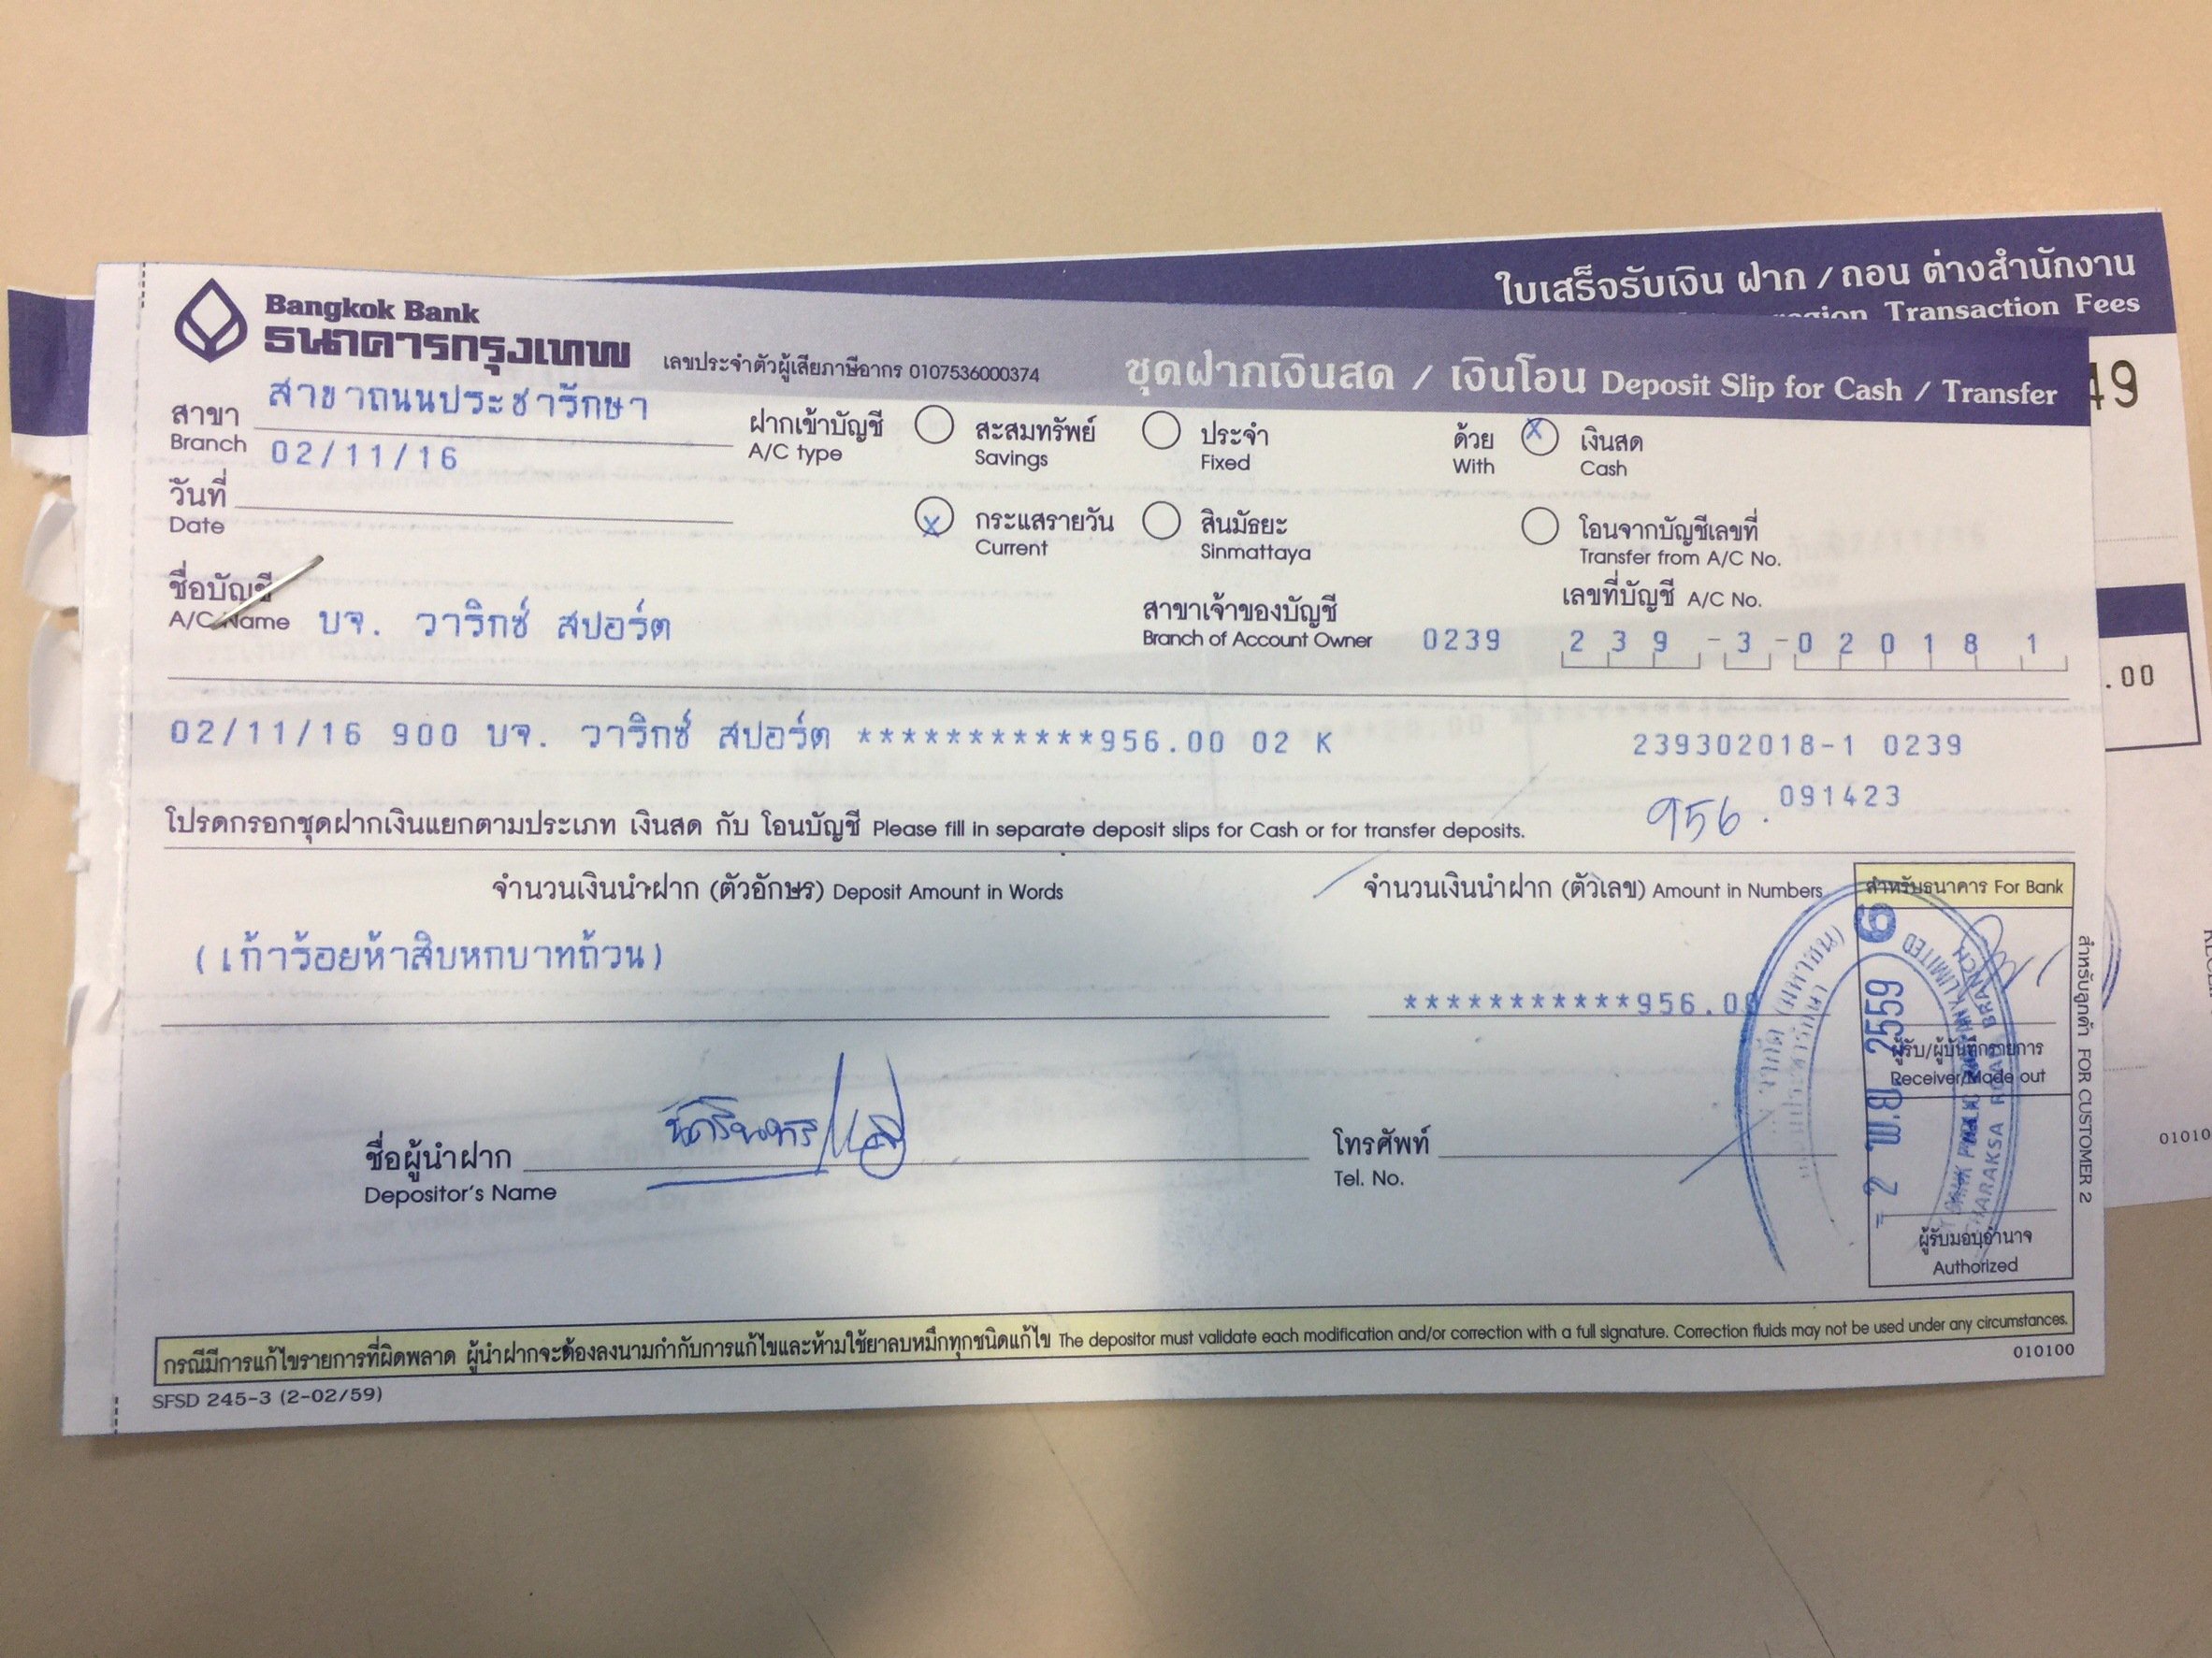 ใบเสร็จรับเงิน ฝาก / ถอน ต่างสำนักงาน
Transaction Fees
49
.00
01010
Bangkok Bank
ธนาคารกรุงเทพ
เลขประจำตัวผู้เสียภาษีอากร 0107536000374
ชุดฝากเงินสด / เงินโอน Deposit Slip for Cash / Transfer
สาขา สาขาถนนประชารักษา
Branch
02/11/16
วันที่
Date
ฝากเข้าบัญชี
A/C type
สะสมทรัพย์
Savings
ประจำ
Fixed
x กระแสรายวัน
Current
สินมัธยะ
Sinmattaya
ด้วย
With
x เงินสด
Cash
โอนจากบัญชีเลขที่
Transfer from A/C No.
ชื่อบัญชี
A/C Name บจ. วาริกซ์ สปอร์ต
สาขาเจ้าของบัญชี
Branch of Account Owner 0239
เลขที่บัญชี A/C No.
239-3-020181
02/11/16 900 บจ. วาริกซ์ สปอร์ต ***********956.00 02 K 239302018-1 0239
091423
956.
โปรดกรอกชุดฝากเงินแยกตามประเภท เงินสด กับ โอนบัญชี Please fill in separate deposit slips for Cash or for transfer deposits.
จำนวนเงินนำฝาก (ตัวอักษร) Deposit Amount in Words
จำนวนเงินนำฝาก (ตัวเลข) Amount in Numbers
สำหรับธนาคาร For Bank
(เก้าร้อยห้าสิบหกบาทถ้วน)
***********956.00
6
- 2 พ.ย. 2559
ผู้รับ/ผู้บันทึกรายการ
Receiver/Made out
ผู้รับมอบอำนาจ
Authorized
สำหรับลูกค้า FOR CUSTOMER 2
ชื่อผู้นำฝาก
Depositor's Name
โทรศัพท์
Tel. No.
กรณีมีการแก้ไขรายการที่ผิดพลาด ผู้นำฝากจะต้องลงนามกำกับการแก้ไขและห้ามใช้ยาลบหมึกทุกชนิดแก้ไข The depositor must validate each modification and/or correction with a full signature. Correction fluids may not be used under any circumstances.
010100
SFSD 245-3 (2-02/59)